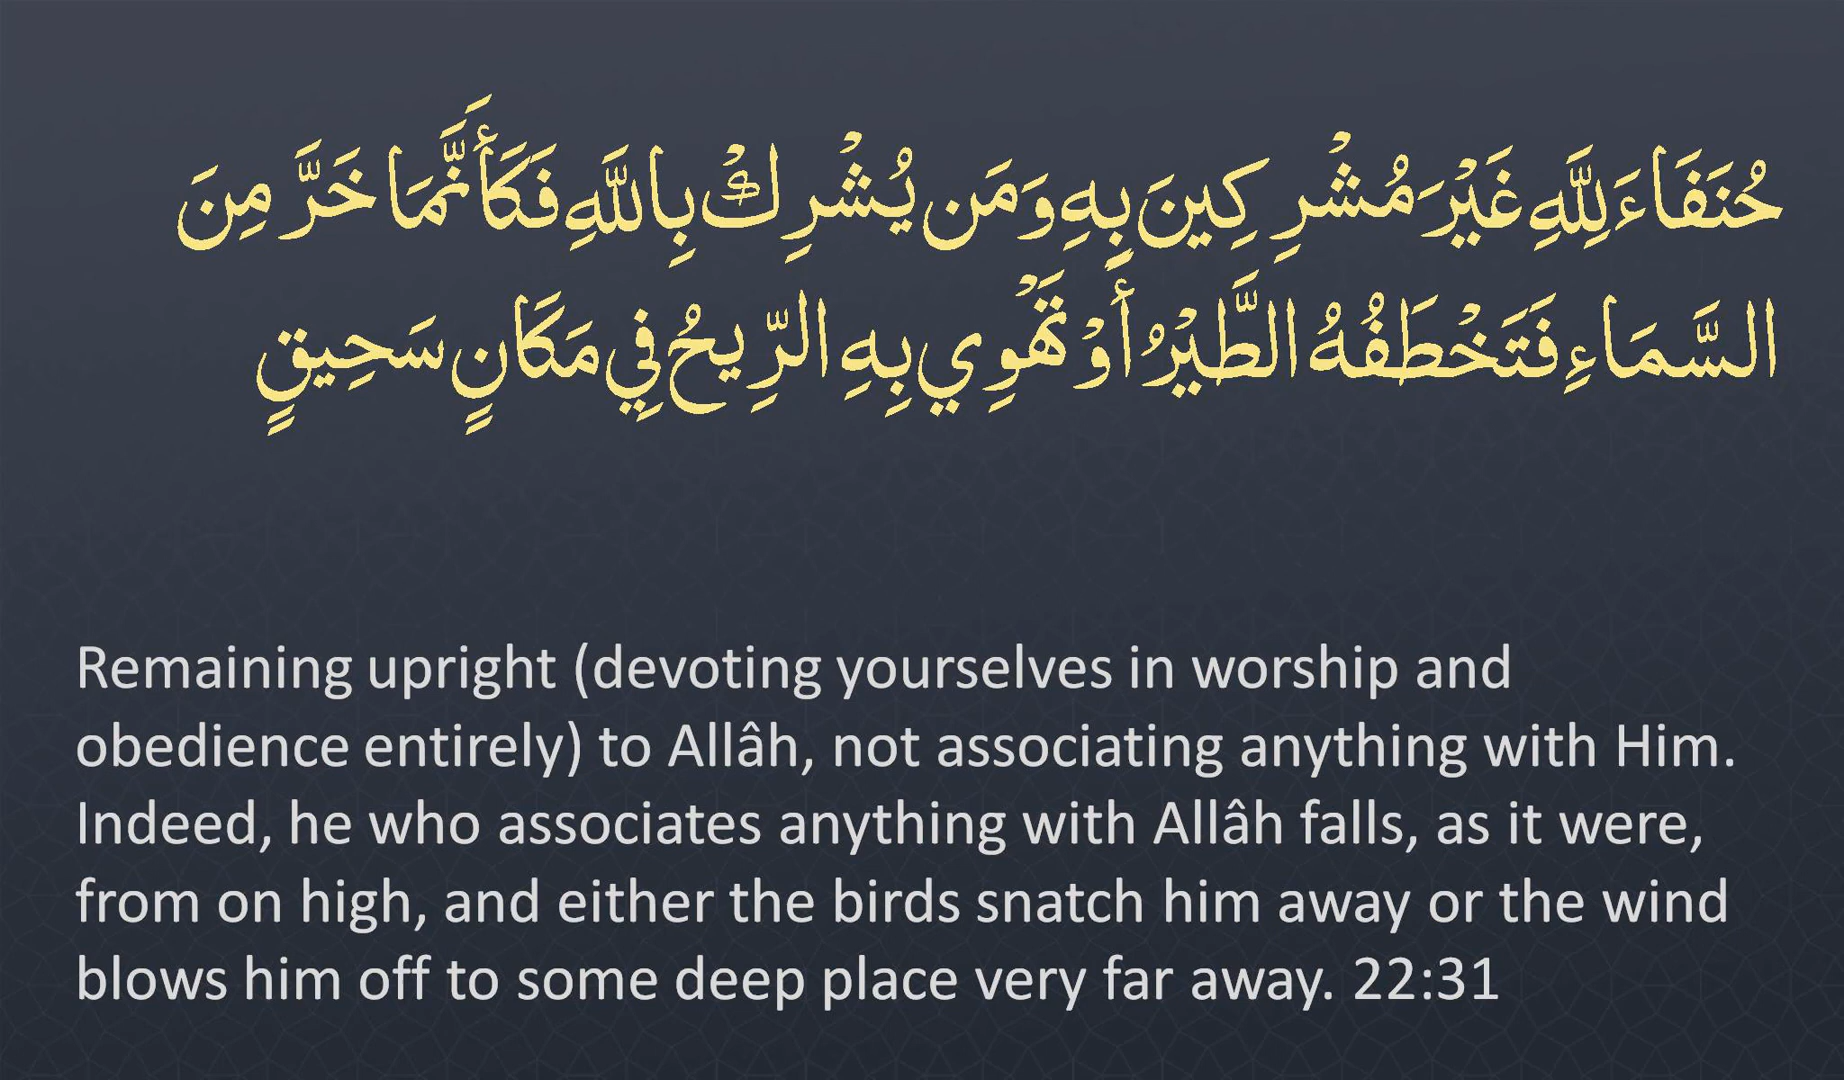 حُنَفَاءَ لِلَّهِ غَيْرَ مُشْرِكِينَ بِهِ وَمَن يُشْرِكْ بِاللَّهِ فَكَأَنَّمَا خَرَّ مِنَ
السَّمَاءِ فَتَخْطَفُهُ الطَّيْرُ أَوْ تَهْوِي بِهِ الرِّيحُ فِي مَكَانٍ سَحِيقٍ
Remaining upright (devoting yourselves in worship and
obedience entirely) to Allâh, not associating anything with Him.
Indeed, he who associates anything with Allâh falls, as it were,
from on high, and either the birds snatch him away or the wind
blows him off to some deep place very far away. 22:31